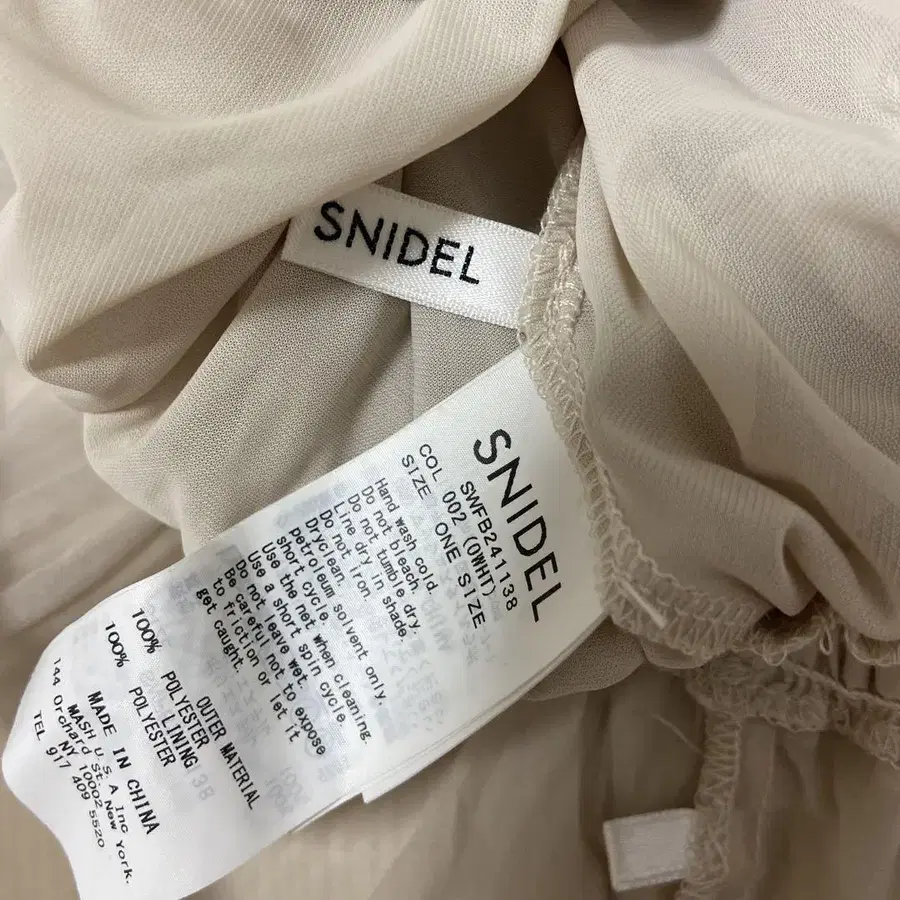 SNIDEL
SNIDEL
SWFB241138
COL 002 (OWHT)
SIZE ONE SIZE
Hand wash cold.
Do not bleach.
Do not tumble dry.
Line dry in shade.
Do not iron.
Dryclean,
petroleum solvent only,
short cycle.
Use the net when cleaning.
Use a short spin cycle.
Do not leave wet.
Be careful not to expose
to friction or let it
get caught.
OUTER MATERIAL
100% POLYESTER
LINING
100% POLYESTER
MADE IN CHINA
MASH U. S. A Inc
144 Orchard St. New York.
NY 10002
TEL 917 409 5520